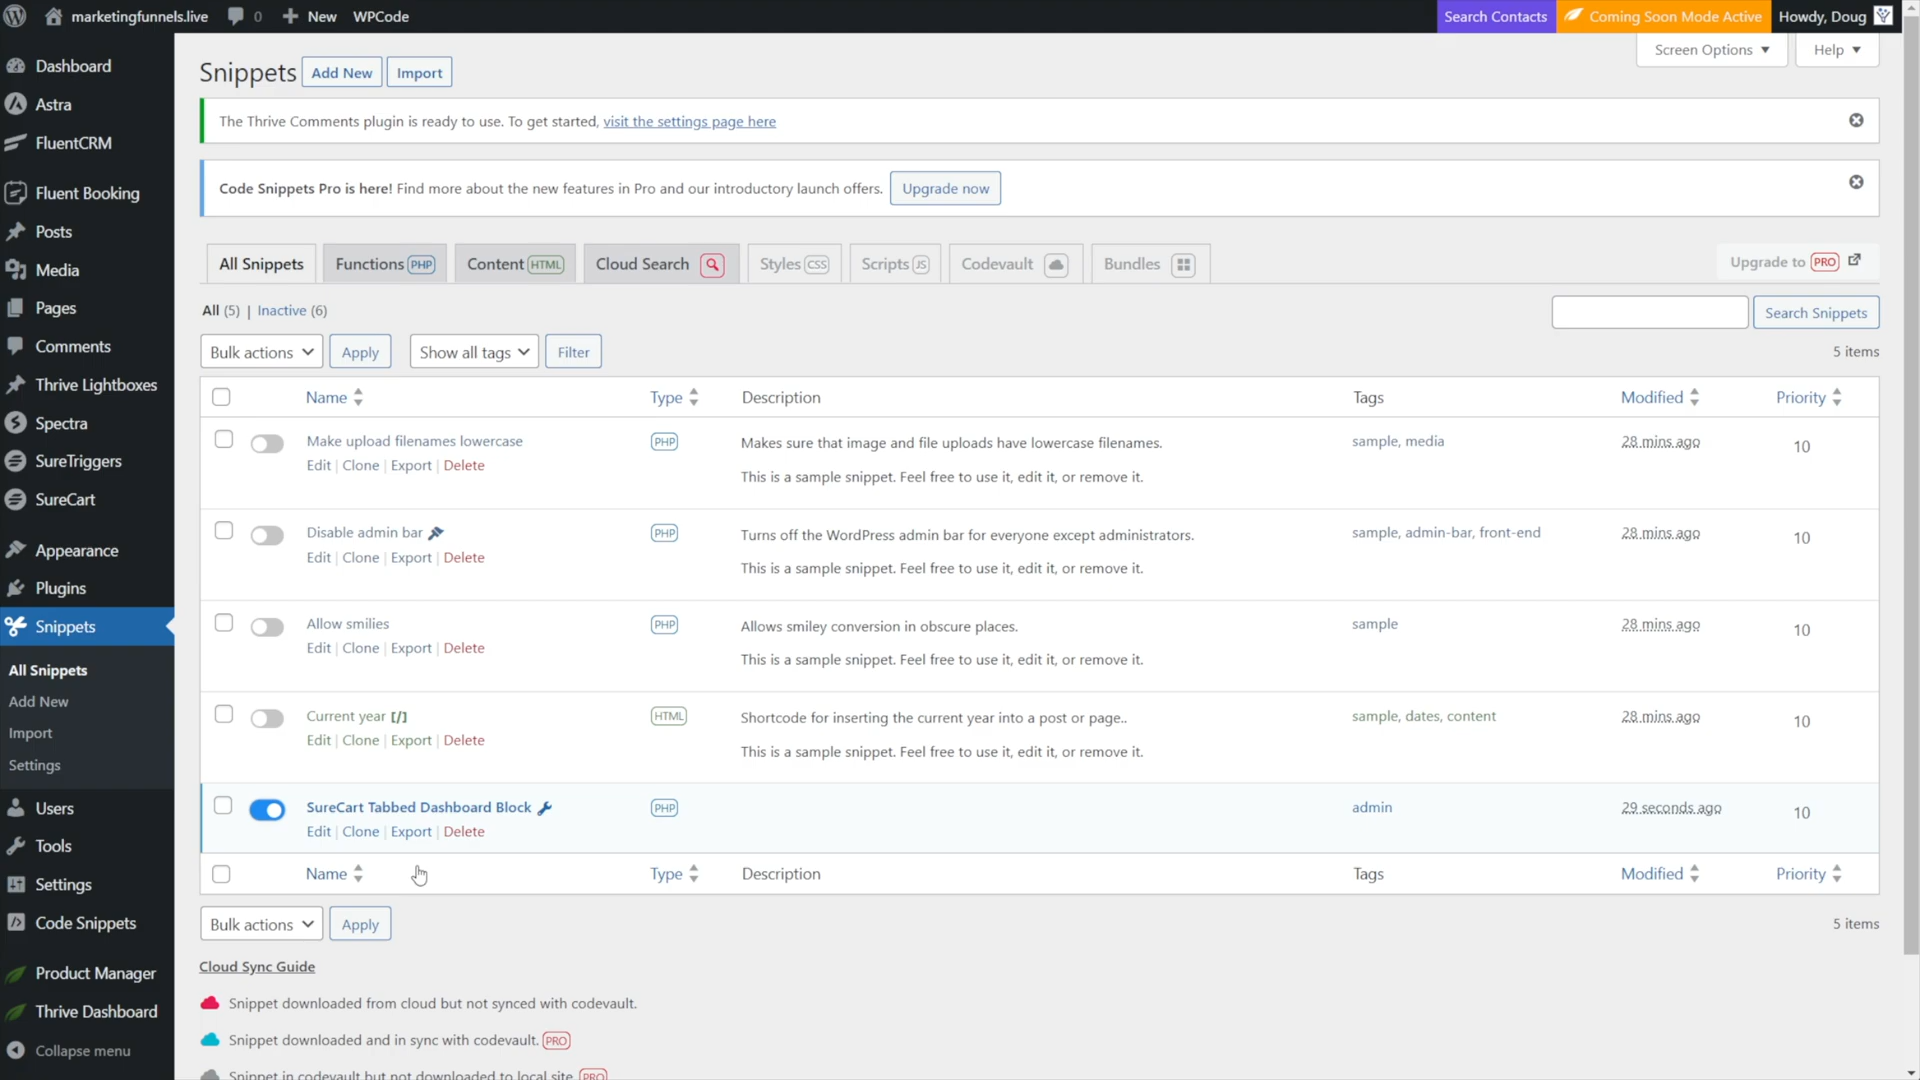 marketingfunnels.live 0 New WPCode Search Contacts Coming Soon Mode Active Howdy, Doug
Screen Options Help
Dashboard
Astra
FluentCRM
Fluent Booking
Posts
Media
Pages
Comments
Thrive Lightboxes
Spectra
SureTriggers
SureCart
Appearance
Plugins
Snippets
All Snippets
Add New
Import
Settings
Users
Tools
Settings
Code Snippets
Product Manager
Thrive Dashboard
Collapse menu
Snippets Add New Import
The Thrive Comments plugin is ready to use. To get started, visit the settings page here
Code Snippets Pro is here! Find more about the new features in Pro and our introductory launch offers. Upgrade now
All Snippets Functions PHP Content HTML Cloud Search Styles CSS Scripts JS Codevault Bundles Upgrade to PRO
All (5) | Inactive (6) Search Snippets
Bulk actions Apply Show all tags Filter 5 items
Name Type Description Tags Modified Priority
Make upload filenames lowercase PHP Makes sure that image and file uploads have lowercase filenames. sample, media 28 mins ago 10
Edit | Clone | Export | Delete
This is a sample snippet. Feel free to use it, edit it, or remove it.
Disable admin bar PHP Turns off the WordPress admin bar for everyone except administrators. sample, admin-bar, front-end 28 mins ago 10
Edit | Clone | Export | Delete
This is a sample snippet. Feel free to use it, edit it, or remove it.
Allow smilies PHP Allows smiley conversion in obscure places. sample 28 mins ago 10
Edit | Clone | Export | Delete
This is a sample snippet. Feel free to use it, edit it, or remove it.
Current year [/] HTML Shortcode for inserting the current year into a post or page.. sample, dates, content 28 mins ago 10
Edit | Clone | Export | Delete
This is a sample snippet. Feel free to use it, edit it, or remove it.
SureCart Tabbed Dashboard Block PHP admin 29 seconds ago 10
Edit | Clone | Export | Delete
Name Type Description Tags Modified Priority
Bulk actions Apply 5 items
Cloud Sync Guide
Snippet downloaded from cloud but not synced with codevault.
Snippet downloaded and in sync with codevault. PRO
Snippet in codevault but not downloaded to local site. PRO